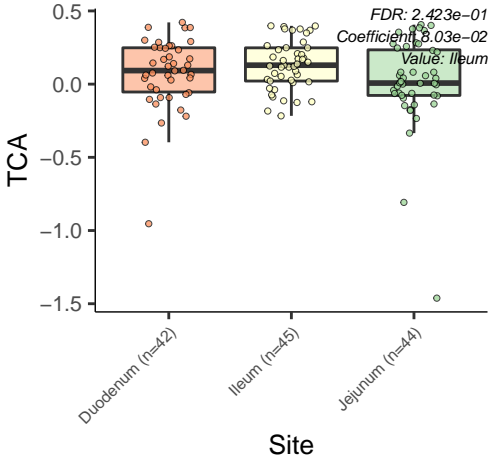 FDR: 2.423e-01
Coefficient: 8.03e-02
Value: Ileum
0.5
0.0
−0.5
−1.0
−1.5
TCA
Duodenum (n=42)
Ileum (n=45)
Jejunum (n=44)
Site